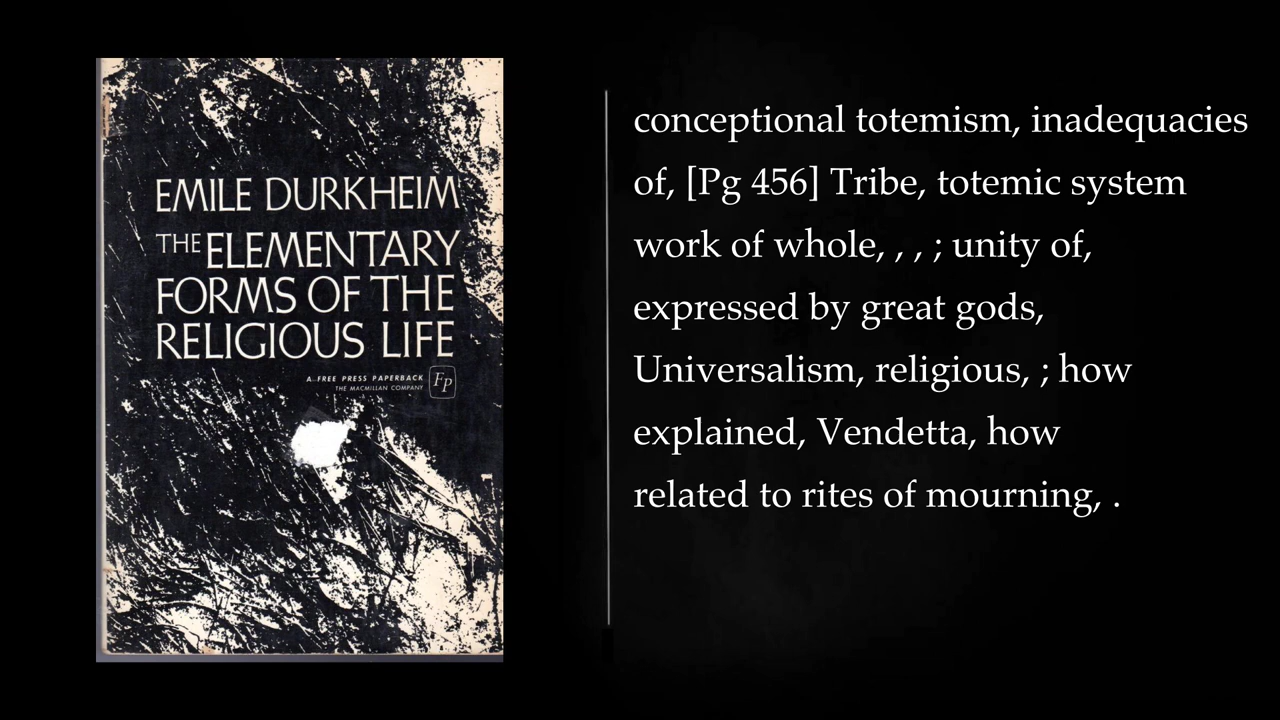 EMILE DURKHEIM
THE ELEMENTARY
FORMS OF THE
RELIGIOUS LIFE
A FREE PRESS PAPERBACK
THE MACMILLAN COMPANY
FP
conceptional totemism, inadequacies
of, [Pg 456] Tribe, totemic system
work of whole, , , ; unity of,
expressed by great gods,
Universalism, religious, ; how
explained, Vendetta, how
related to rites of mourning, .